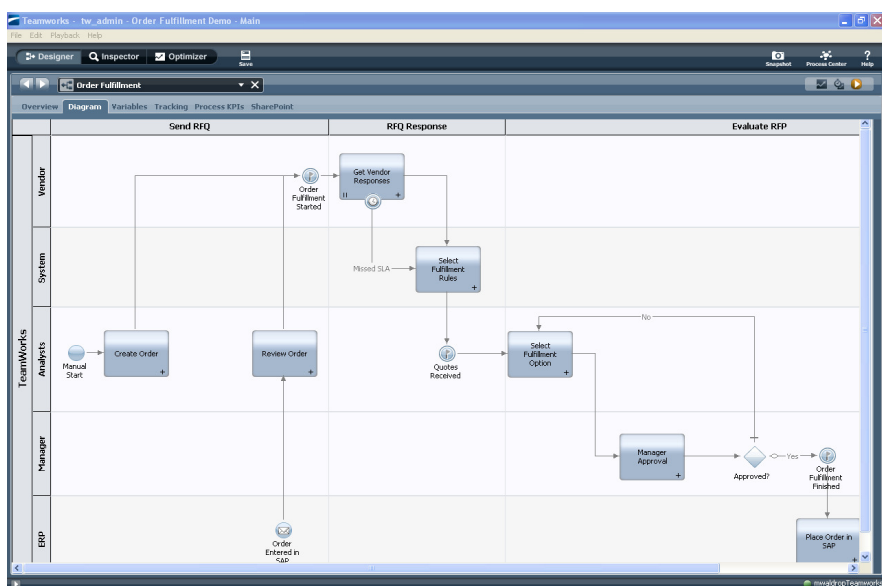 Teamworks - tw_admin - Order Fulfillment Demo - Main
File Edit Playback Help
Designer Inspector Optimizer Save Snapshot Process Center Help
Order Fulfillment
Overview Diagram Variables Tracking Process KPIs SharePoint
Send RFQ RFQ Response Evaluate RFP
TeamWorks
Vendor
Order
Fulfillment
Started
Get Vendor
Responses
System
Missed SLA
Select
Fulfillment
Rules
Analysts
Manual
Start
Create Order
Review Order
Quotes
Received
Select
Fulfillment
Option
No
Manager
Manager
Approval
Approved?
Yes
Order
Fulfillment
Finished
ERP
Order
Entered in
SAP
Place Order in
SAP
mwaldropTeamworks